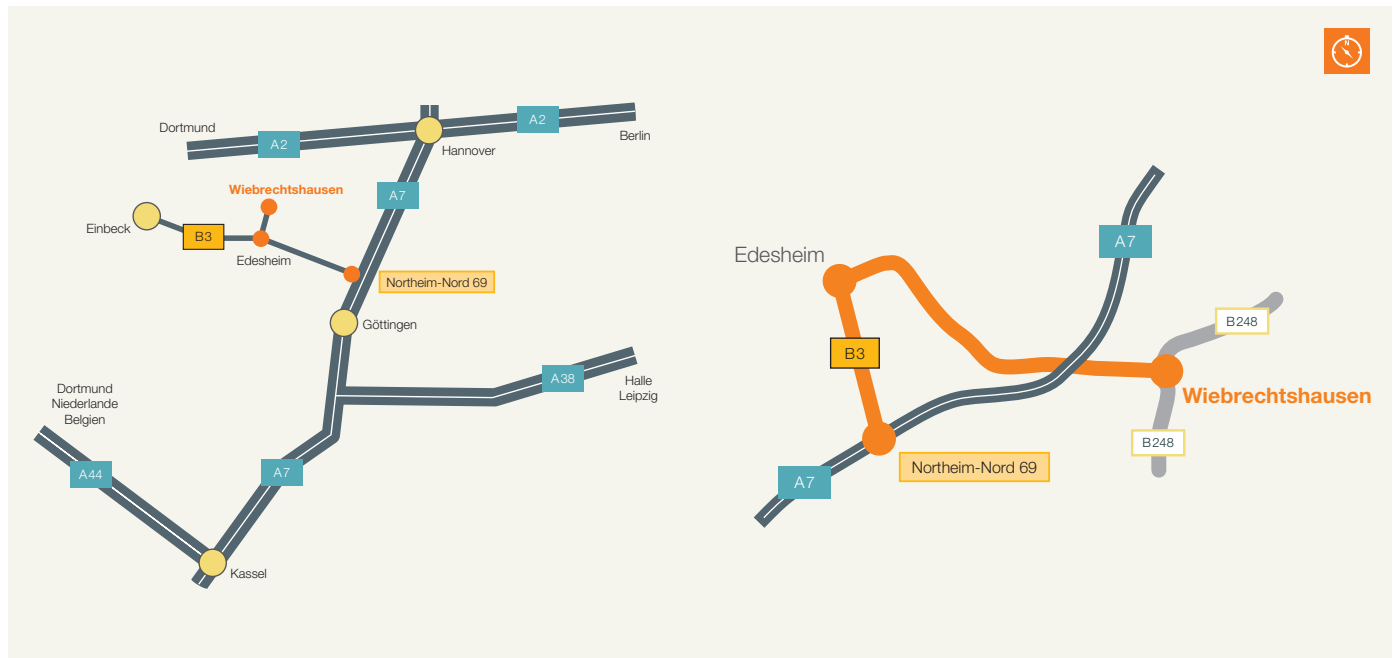 N
Dortmund
A2
A2
Berlin
Hannover
A7
Wiebrechtshausen
Einbeck
B3
Edesheim
Northeim-Nord 69
Göttingen
A38
Halle
Leipzig
Dortmund
Niederlande
Belgien
A44
A7
Kassel
Edesheim
A7
B248
B3
Wiebrechtshausen
B248
Northeim-Nord 69
A7